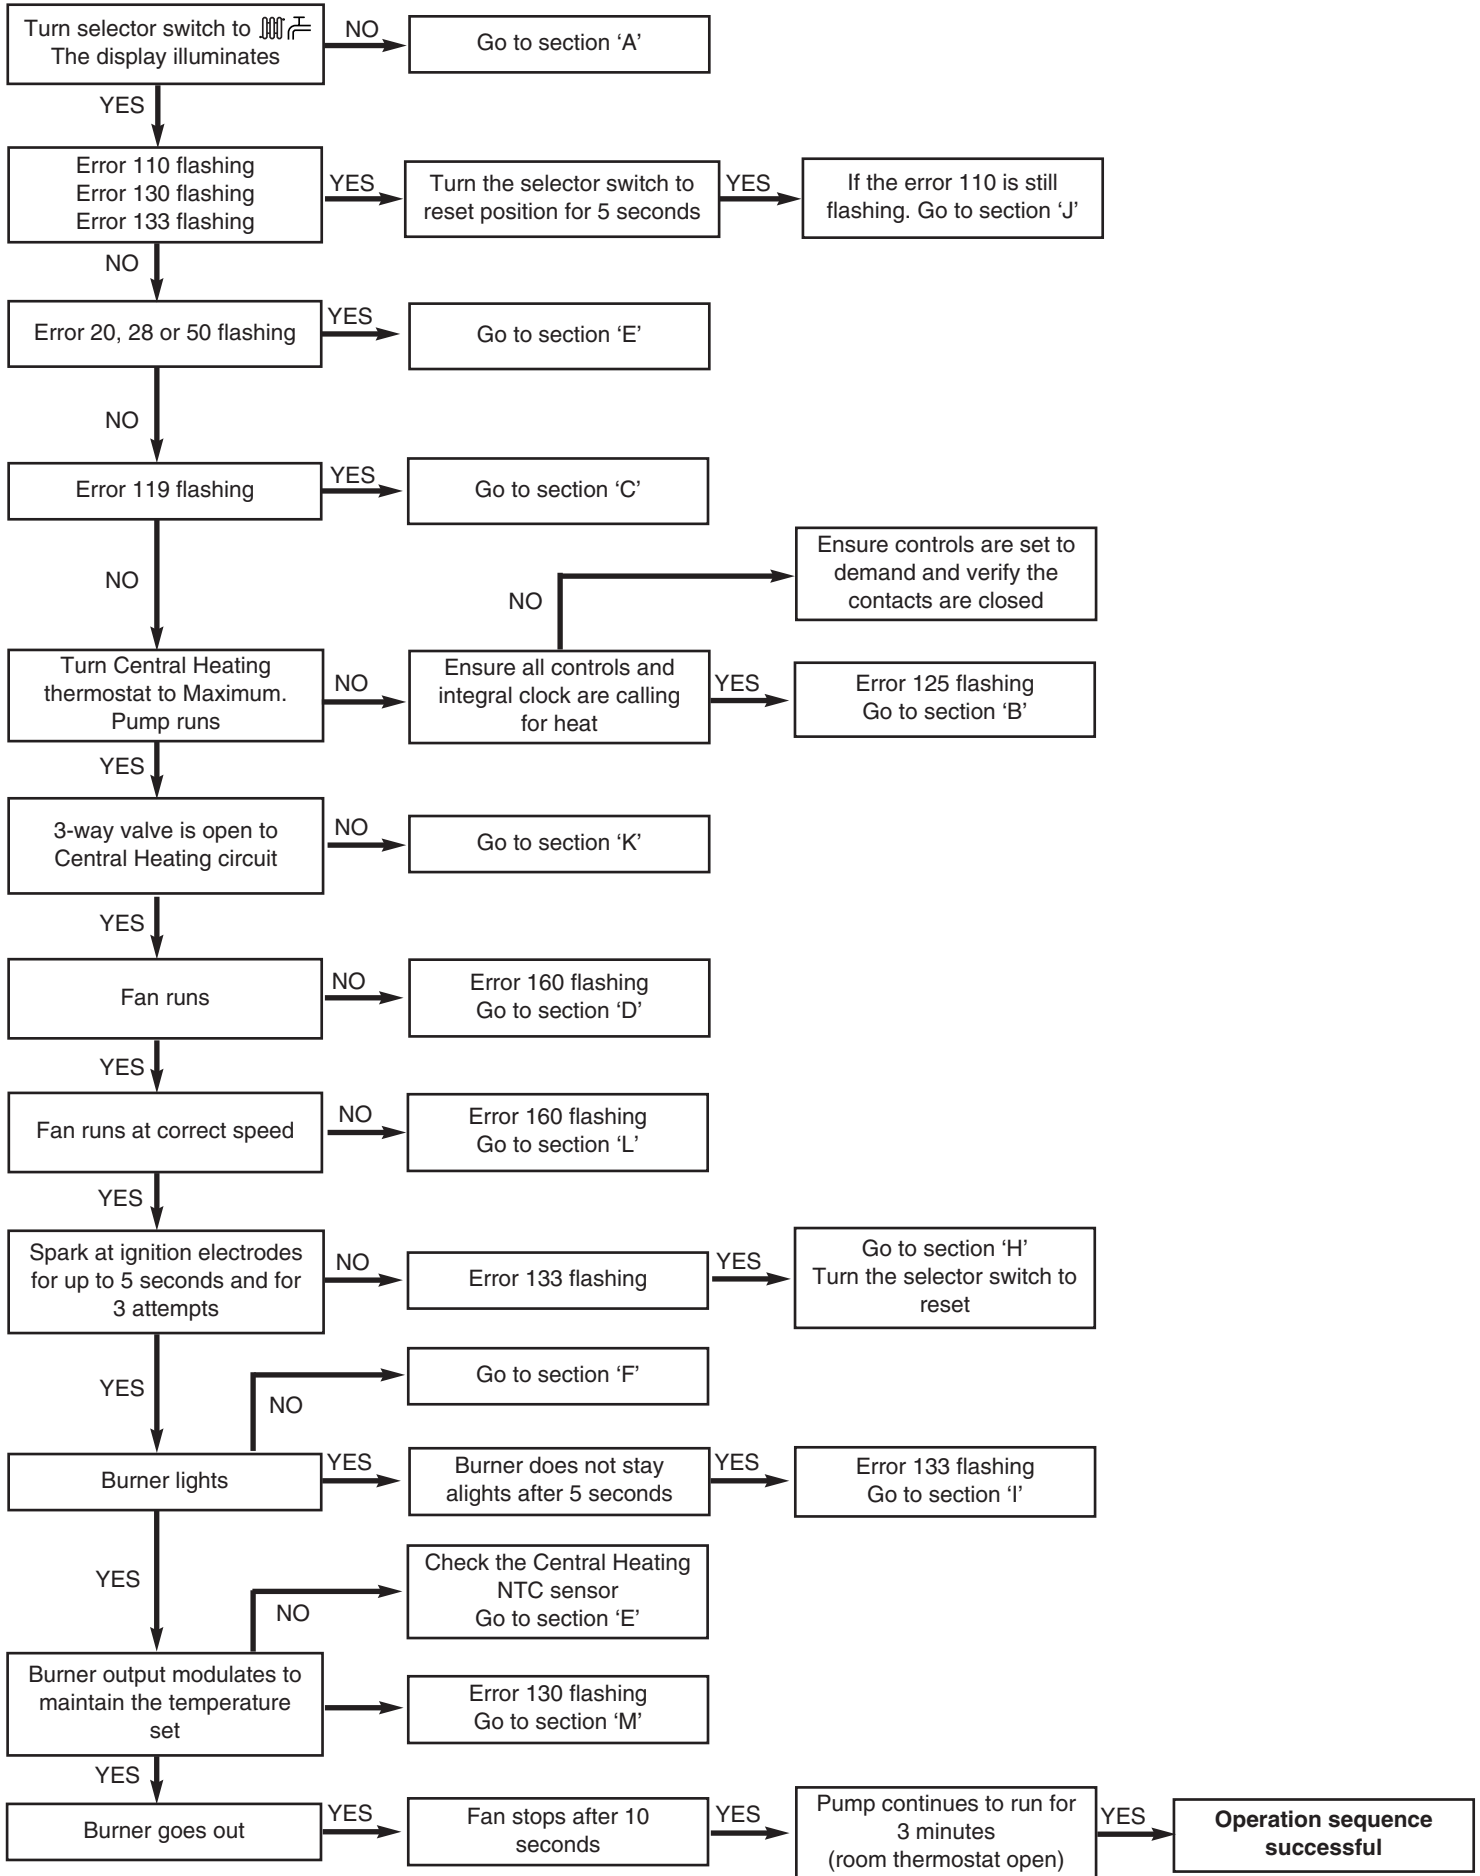 Turn selector switch to
The display illuminates
NO
Go to section ‘A’
YES
Error 110 flashing
Error 130 flashing
Error 133 flashing
YES
Turn the selector switch to
reset position for 5 seconds
YES
If the error 110 is still
flashing. Go to section ‘J’
NO
Error 20, 28 or 50 flashing
YES
Go to section ‘E’
NO
Error 119 flashing
YES
Go to section ‘C’
NO
Ensure controls are set to
demand and verify the
contacts are closed
NO
Turn Central Heating
thermostat to Maximum.
Pump runs
NO
Ensure all controls and
integral clock are calling
for heat
YES
Error 125 flashing
Go to section ‘B’
YES
3-way valve is open to
Central Heating circuit
NO
Go to section ‘K’
YES
Fan runs
NO
Error 160 flashing
Go to section ‘D’
YES
Fan runs at correct speed
NO
Error 160 flashing
Go to section ‘L’
YES
Spark at ignition electrodes
for up to 5 seconds and for
3 attempts
NO
Error 133 flashing
YES
Go to section ‘H’
Turn the selector switch to
reset
YES
NO
Go to section ‘F’
Burner lights
YES
Burner does not stay
alights after 5 seconds
YES
Error 133 flashing
Go to section ‘I’
YES
NO
Check the Central Heating
NTC sensor
Go to section ‘E’
Burner output modulates to
maintain the temperature
set
Error 130 flashing
Go to section ‘M’
YES
Burner goes out
YES
Fan stops after 10
seconds
YES
Pump continues to run for
3 minutes
(room thermostat open)
YES
Operation sequence
successful